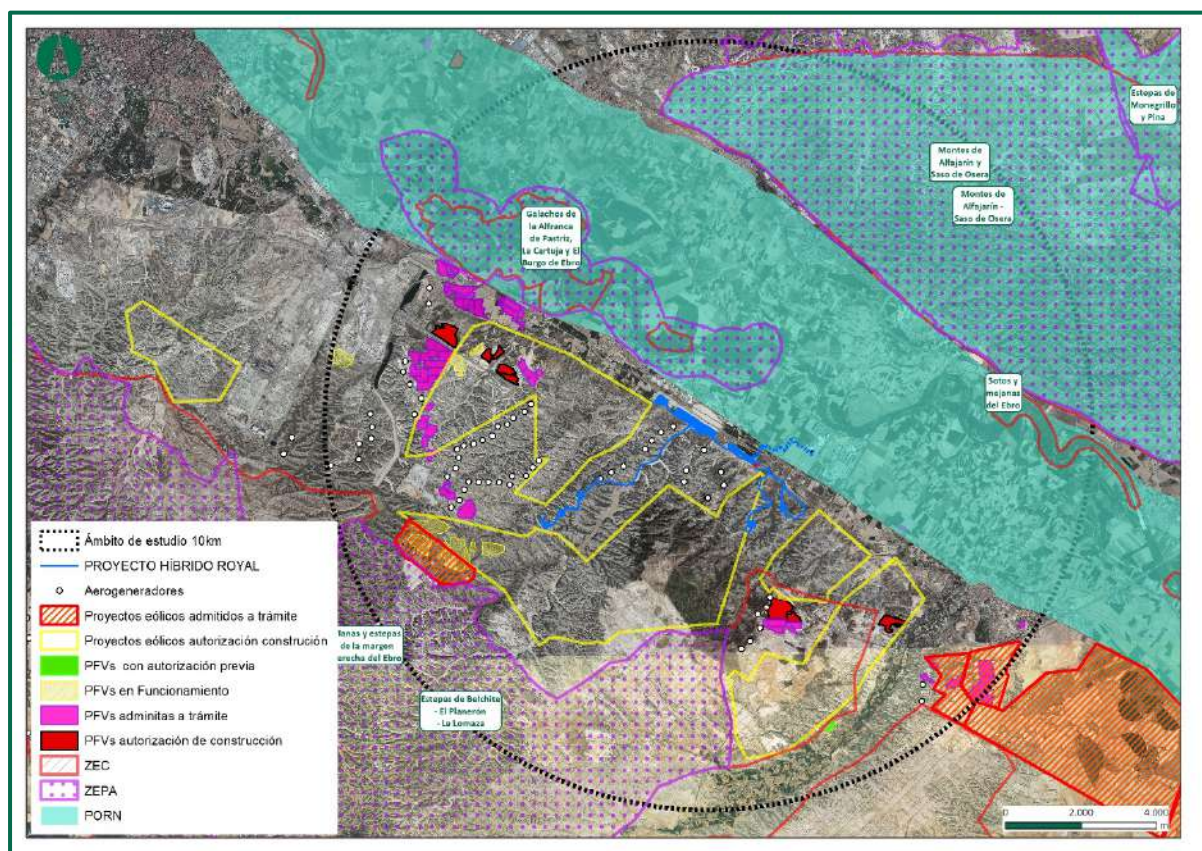 Estepas de
Monegrillo
y Pina
Montes de
Alfajarín y
Saso de Osera
Montes de
Alfajarín -
Saso de Osera
Galachos de
la Alfranca
de Pastriz,
La Cartuja y El
Burgo de Ebro
Sotos y
mejanas
del Ebro
Ámbito de estudio 10km
PROYECTO HÍBRIDO ROYAL
Aerogeneradores
Proyectos eólicos admitidos a trámite
Proyectos eólicos autorización construción
PFVs con autorización previa
PFVs en Funcionamiento
PFVs adminitas a trámite
PFVs autorización de construcción
ZEC
ZEPA
PORN
lanas y estepas
de la margen
erecha del Ebro
Estepas de Belchite
- El Planerón
- La Lomaza
0 2.000 4.000
m